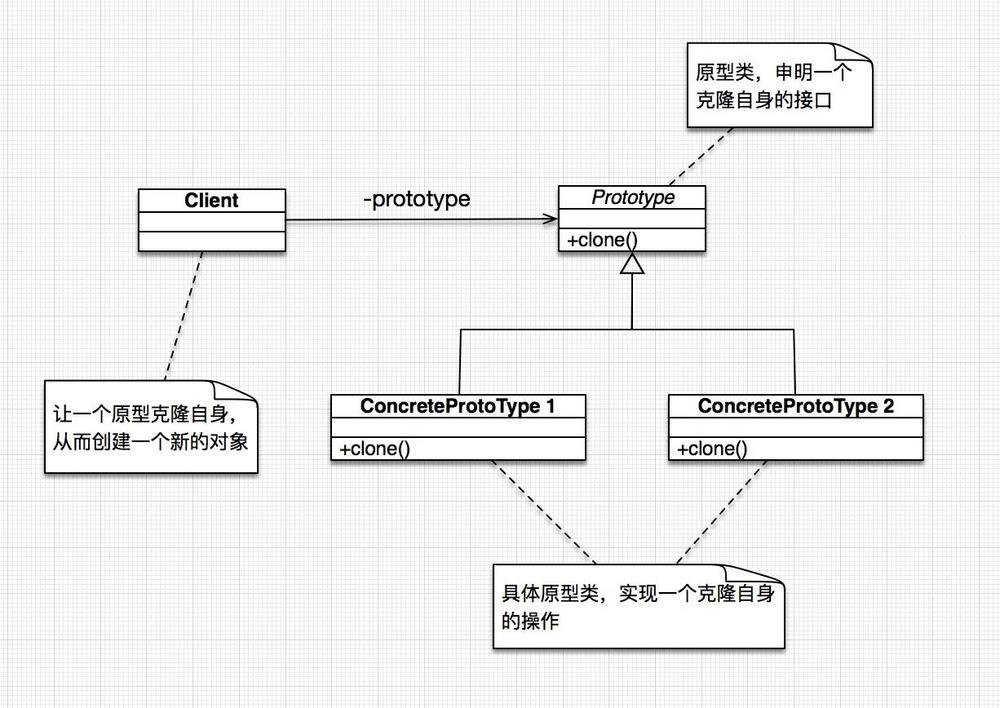 原型类，申明一个
克隆自身的接口
Client
-prototype
Prototype
+clone()
让一个原型克隆自身，
从而创建一个新的对象
ConcreteProtoType 1
+clone()
ConcreteProtoType 2
+clone()
具体原型类，实现一个克隆自身
的操作